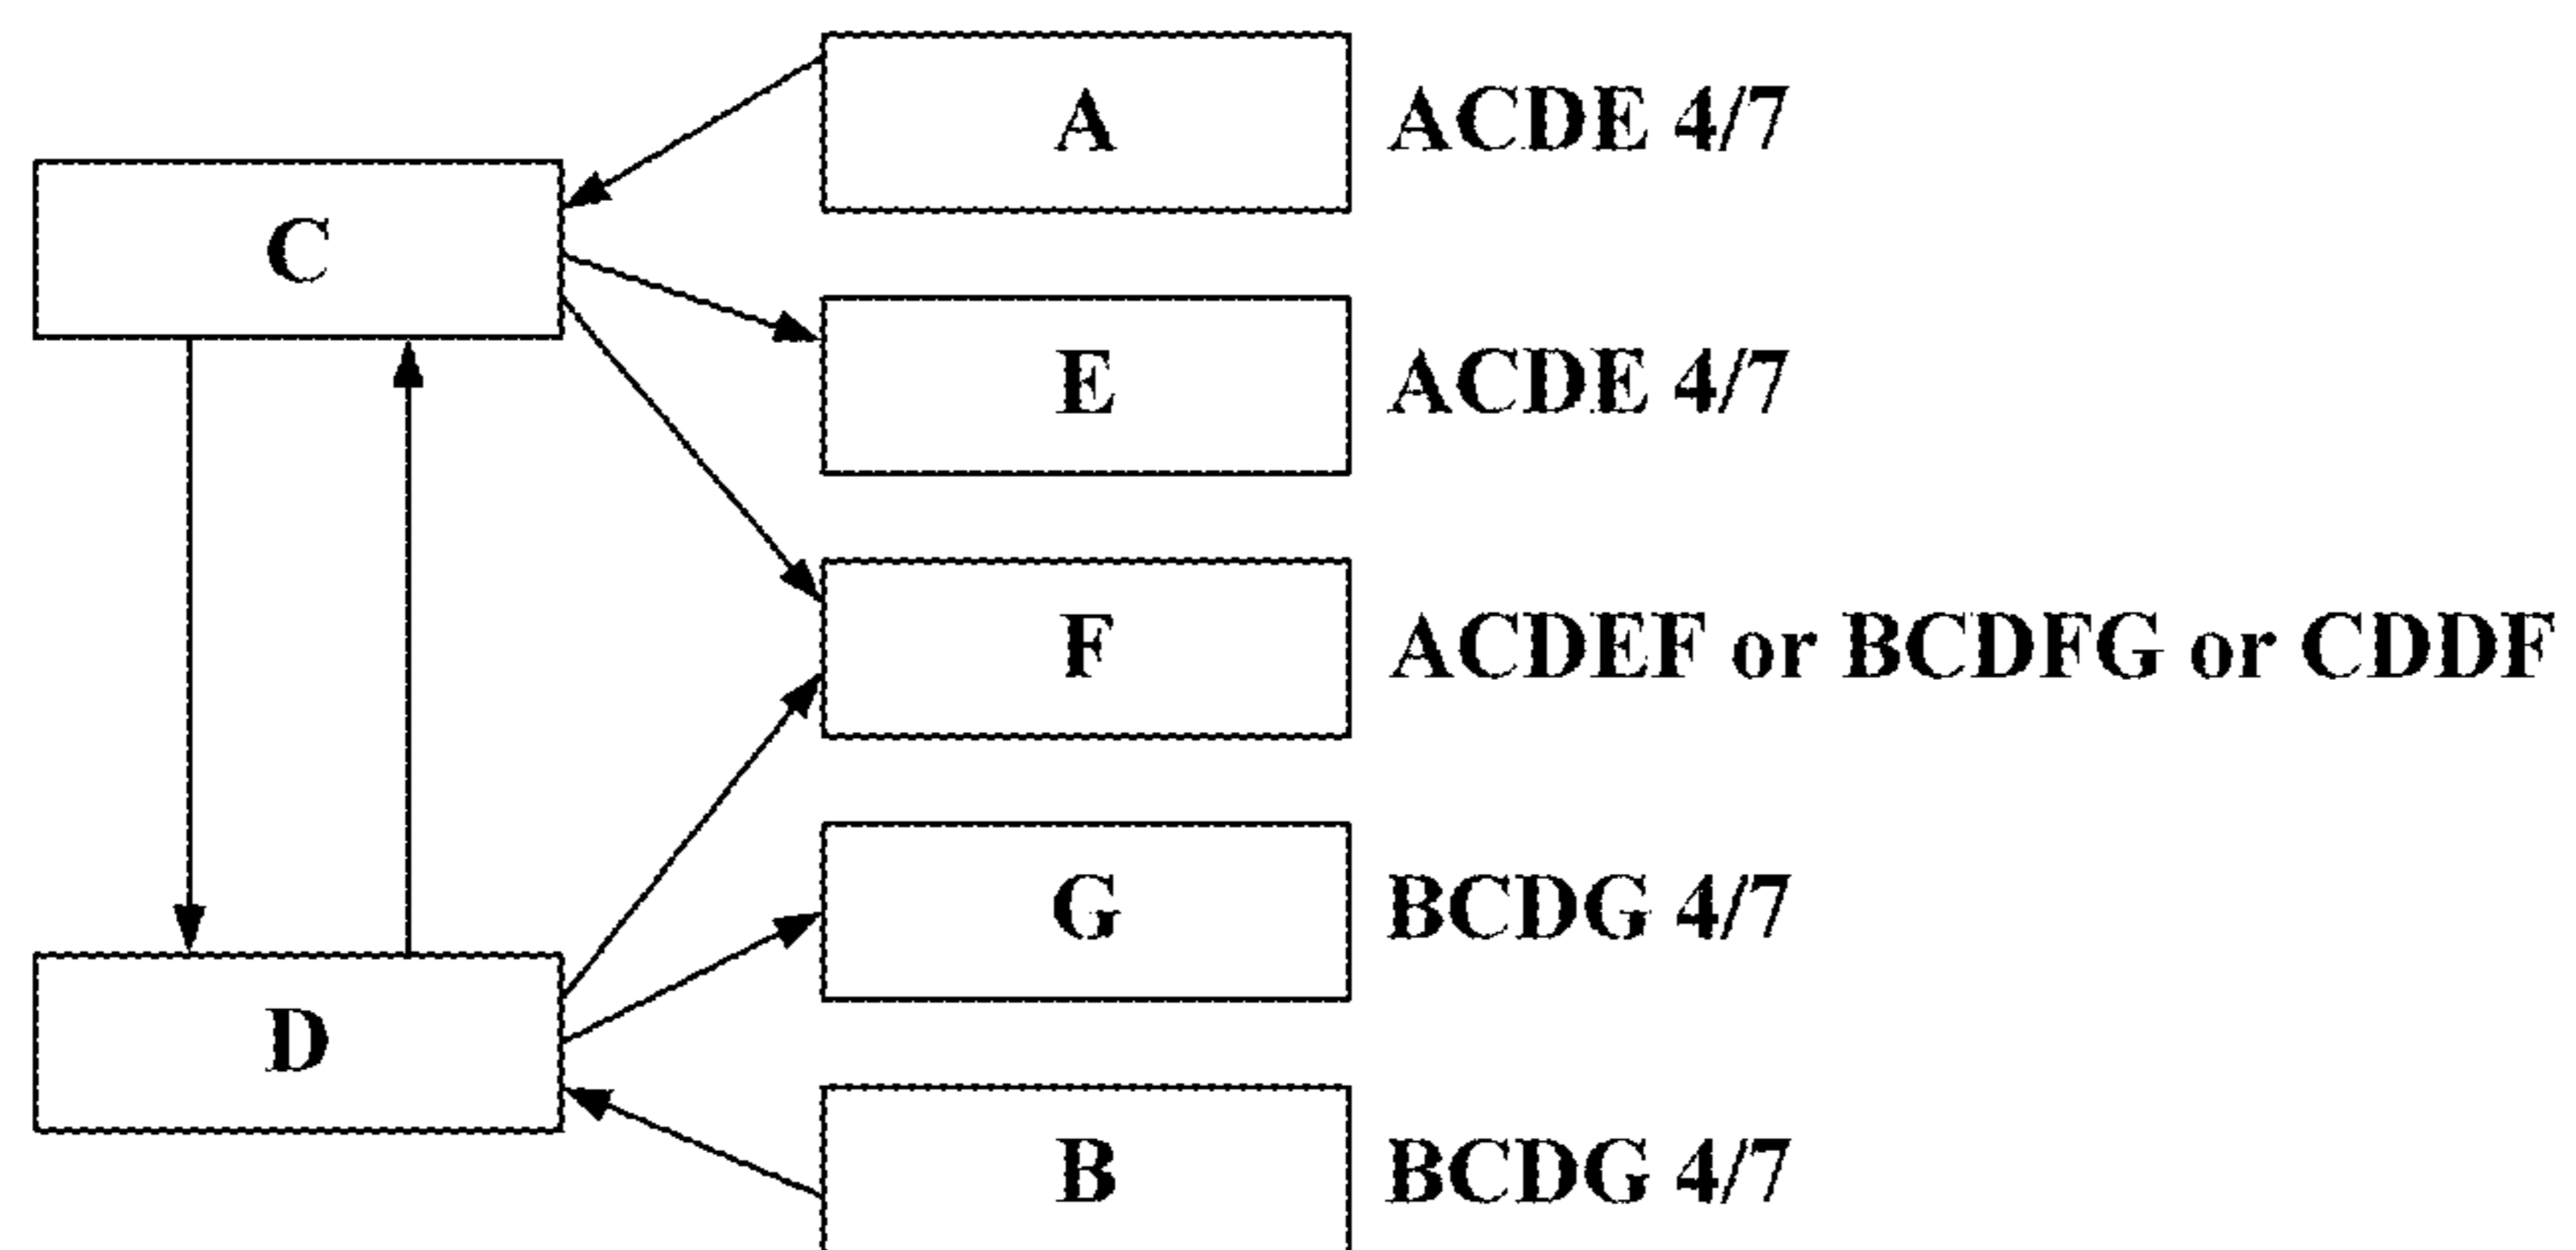 A ACDE 4/7
C
E ACDE 4/7
F ACDEF or BCDFG or CDDF
G BCDG 4/7
D
B BCDG 4/7